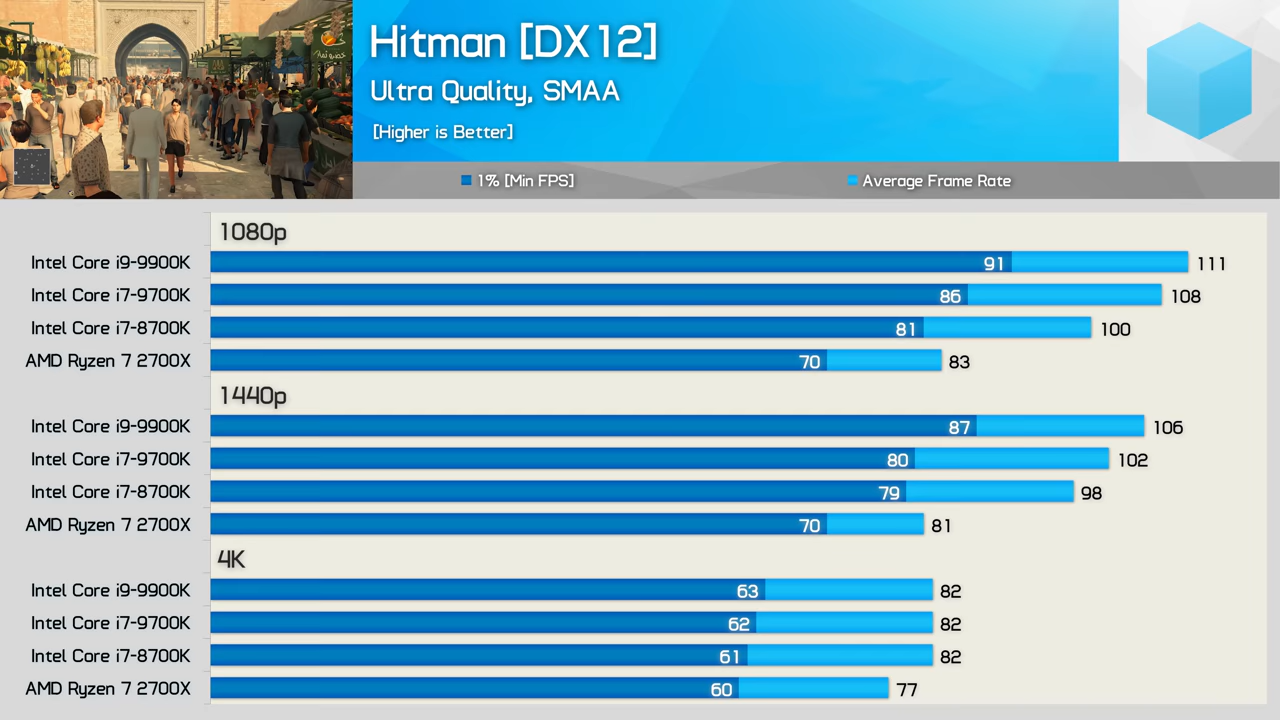 Hitman [DX12]
Ultra Quality, SMAA
[Higher is Better]
1% [Min FPS] Average Frame Rate
1080p
Intel Core i9-9900K 91 111
Intel Core i7-9700K 86 108
Intel Core i7-8700K 81 100
AMD Ryzen 7 2700X 70 83
1440p
Intel Core i9-9900K 87 106
Intel Core i7-9700K 80 102
Intel Core i7-8700K 79 98
AMD Ryzen 7 2700X 70 81
4K
Intel Core i9-9900K 63 82
Intel Core i7-9700K 62 82
Intel Core i7-8700K 61 82
AMD Ryzen 7 2700X 60 77